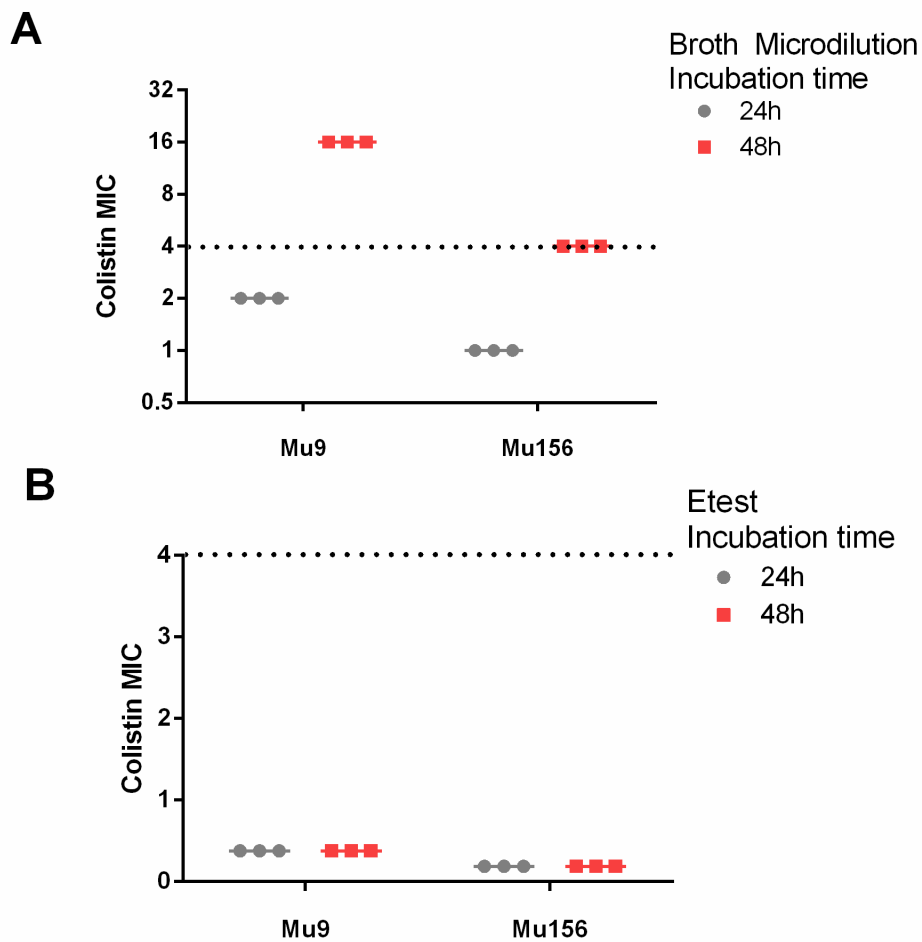 A
Broth  Microdilution
Incubation time
24h
48h
Colistin MIC
32
16
8
4
2
1
0.5
Mu9
Mu156
B
Etest
Incubation time
24h
48h
Colistin MIC
4
3
2
1
0
Mu9
Mu156